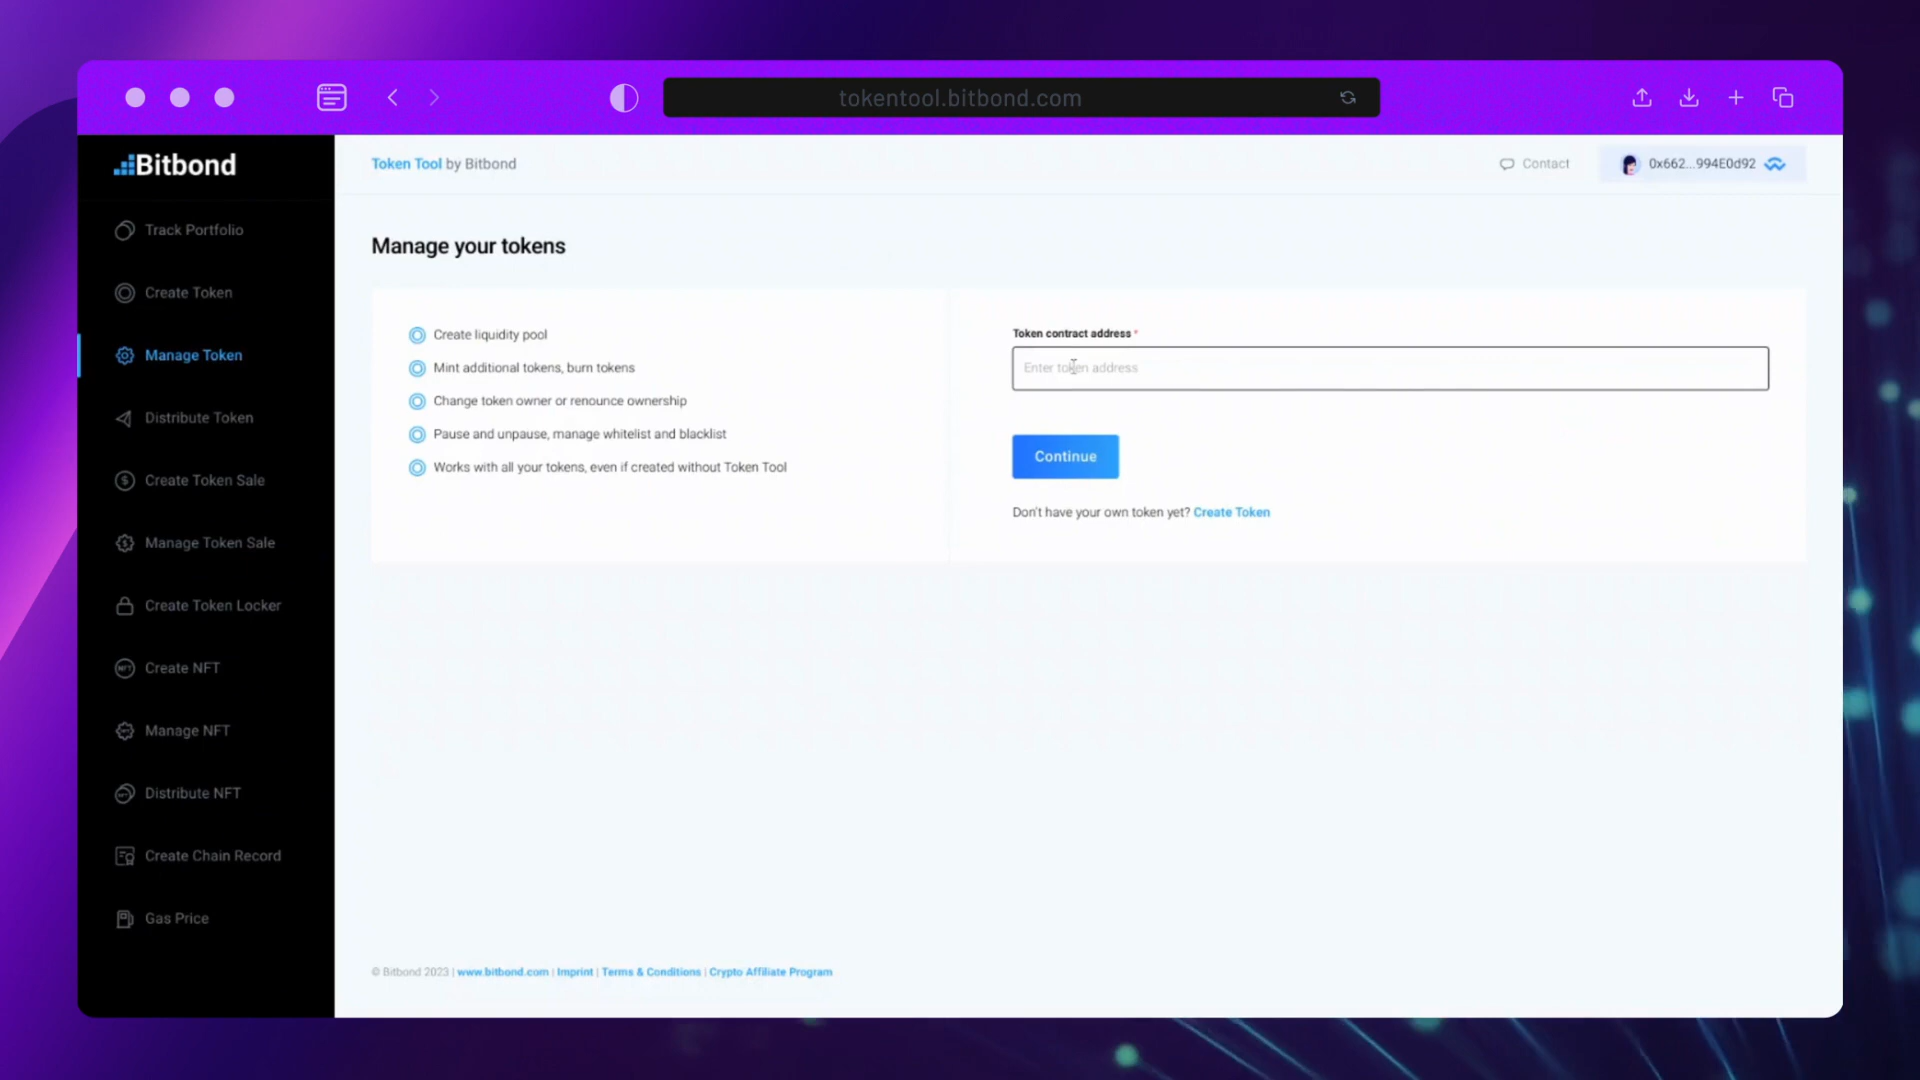 tokentool.bitbond.com
Bitbond
Token Tool by Bitbond
Contact
0x662...994E0d92
Track Portfolio
Create Token
Manage Token
Distribute Token
Create Token Sale
Manage Token Sale
Create Token Locker
Create NFT
Manage NFT
Distribute NFT
Create Chain Record
Gas Price
Manage your tokens
Create liquidity pool
Mint additional tokens, burn tokens
Change token owner or renounce ownership
Pause and unpause, manage whitelist and blacklist
Works with all your tokens, even if created without Token Tool
Token contract address *
Enter token address
Continue
Don't have your own token yet? Create Token
© Bitbond 2023 | www.bitbond.com | Imprint | Terms & Conditions | Crypto Affiliate Program